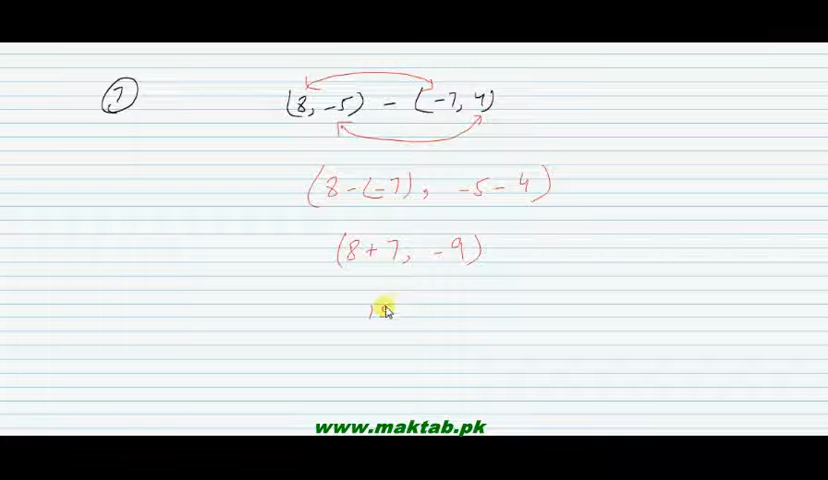 7
(8, -5) - (-7, 4)
(8 - (-7), -5 - 4)
(8 + 7, -9)
www.maktab.pk